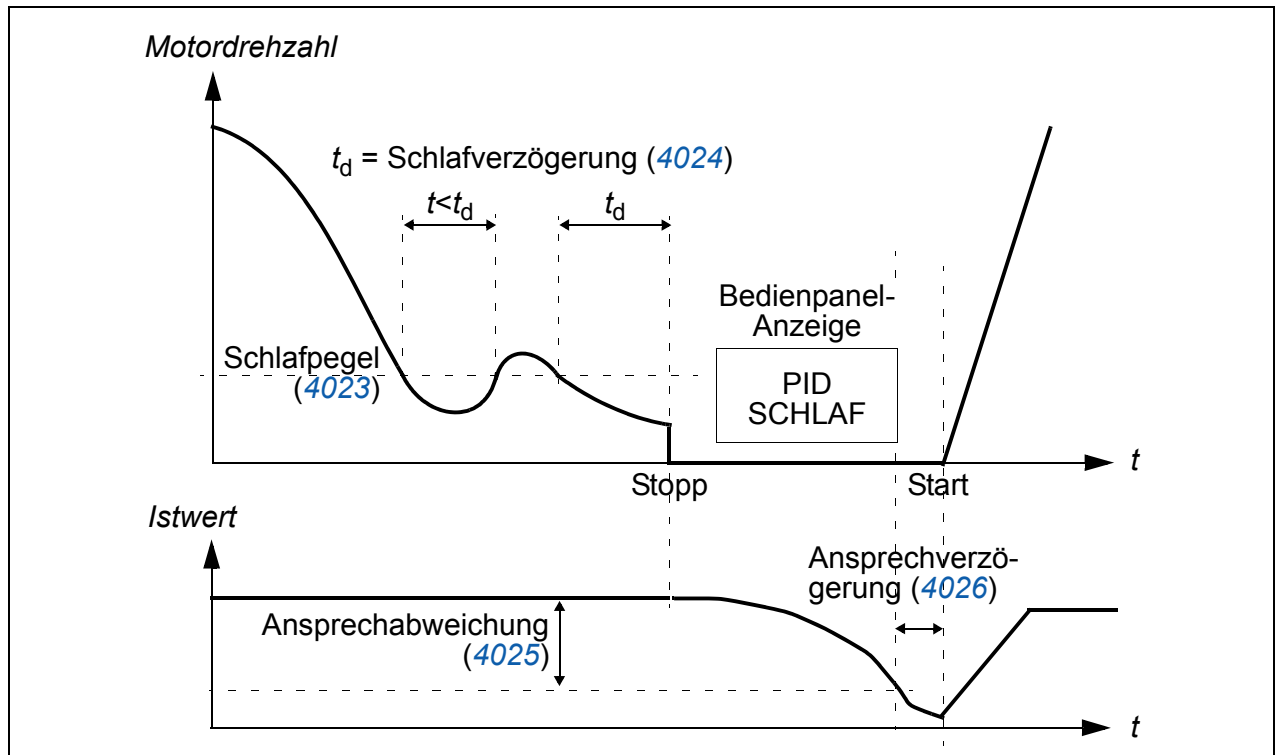 Motordrehzahl
td = Schlafverzögerung (4024)
t<td
td
Bedienpanel-
Anzeige
Schlafpegel
(4023)
PID
SCHLAF
t
Stopp
Start
Istwert
Ansprechverzö-
gerung (4026)
Ansprechabweichung
(4025)
t